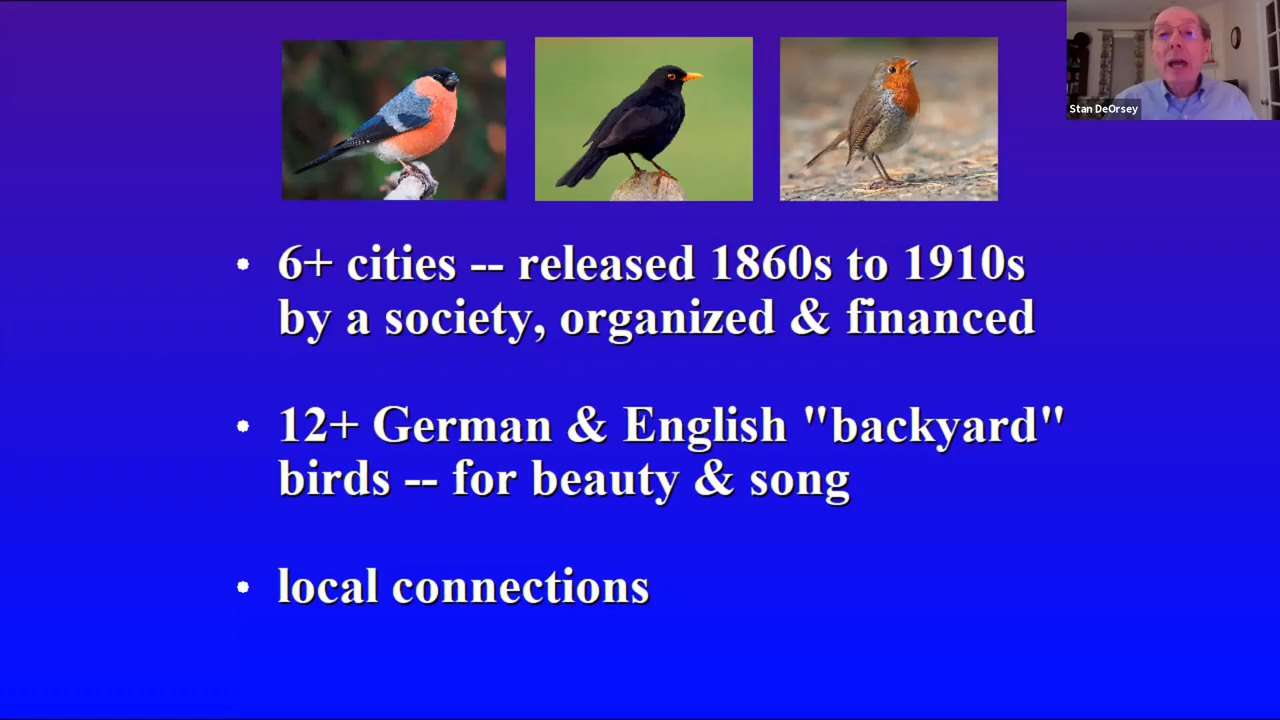 Stan DeOrsey
• 6+ cities -- released 1860s to 1910s
by a society, organized & financed
• 12+ German & English "backyard"
birds -- for beauty & song
• local connections